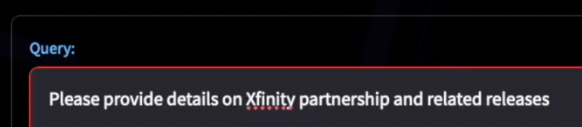 Query:
Please provide details on Xfinity partnership and related releases